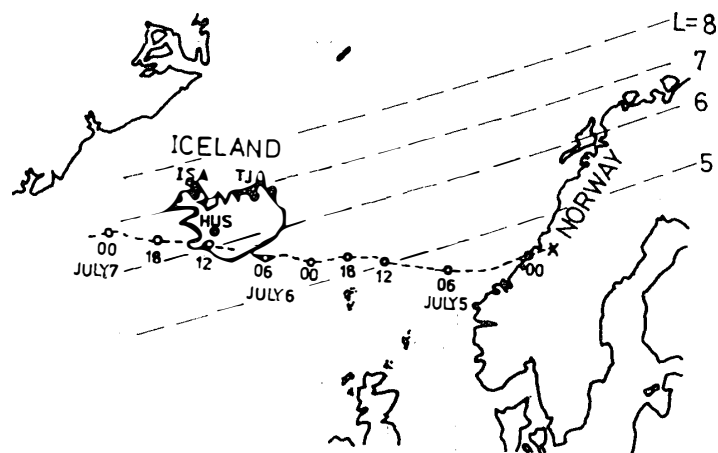 L=8
7
6
5
ICELAND
ISA
TJO
HUS
NORWAY
00
18
12
06
00
18
12
06
00
X
JULY7
JULY6
JULY5